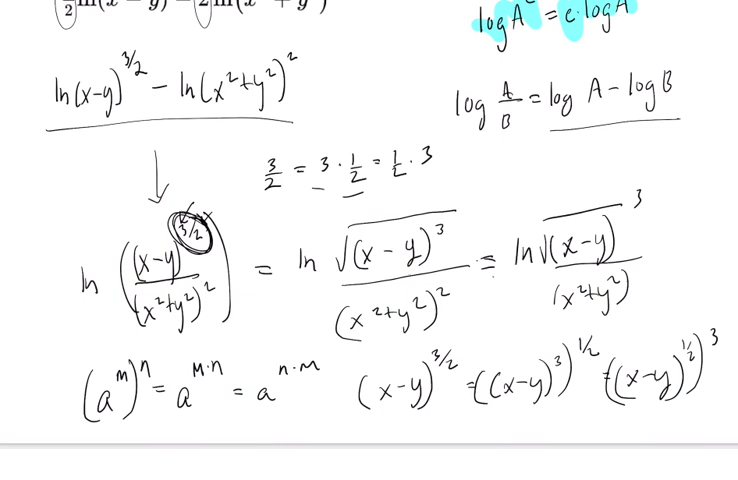 log A^c = c·log A
ln(x-y)^{3/2} - ln(x²+y²)²
log A/B = log A - log B
3/2 = 3 · 1/2 = 1/2 · 3
ln ((x-y)^{3/2} / (x²+y²)²) = ln √(x-y)³ / (x²+y²)² = ln √(x-y) ³ / (x²+y²)
(a^m)^n = a^{m·n} = a^{n·m}
(x-y)^{3/2} = ((x-y)³)^{1/2} = ((x-y)^{1/2})³